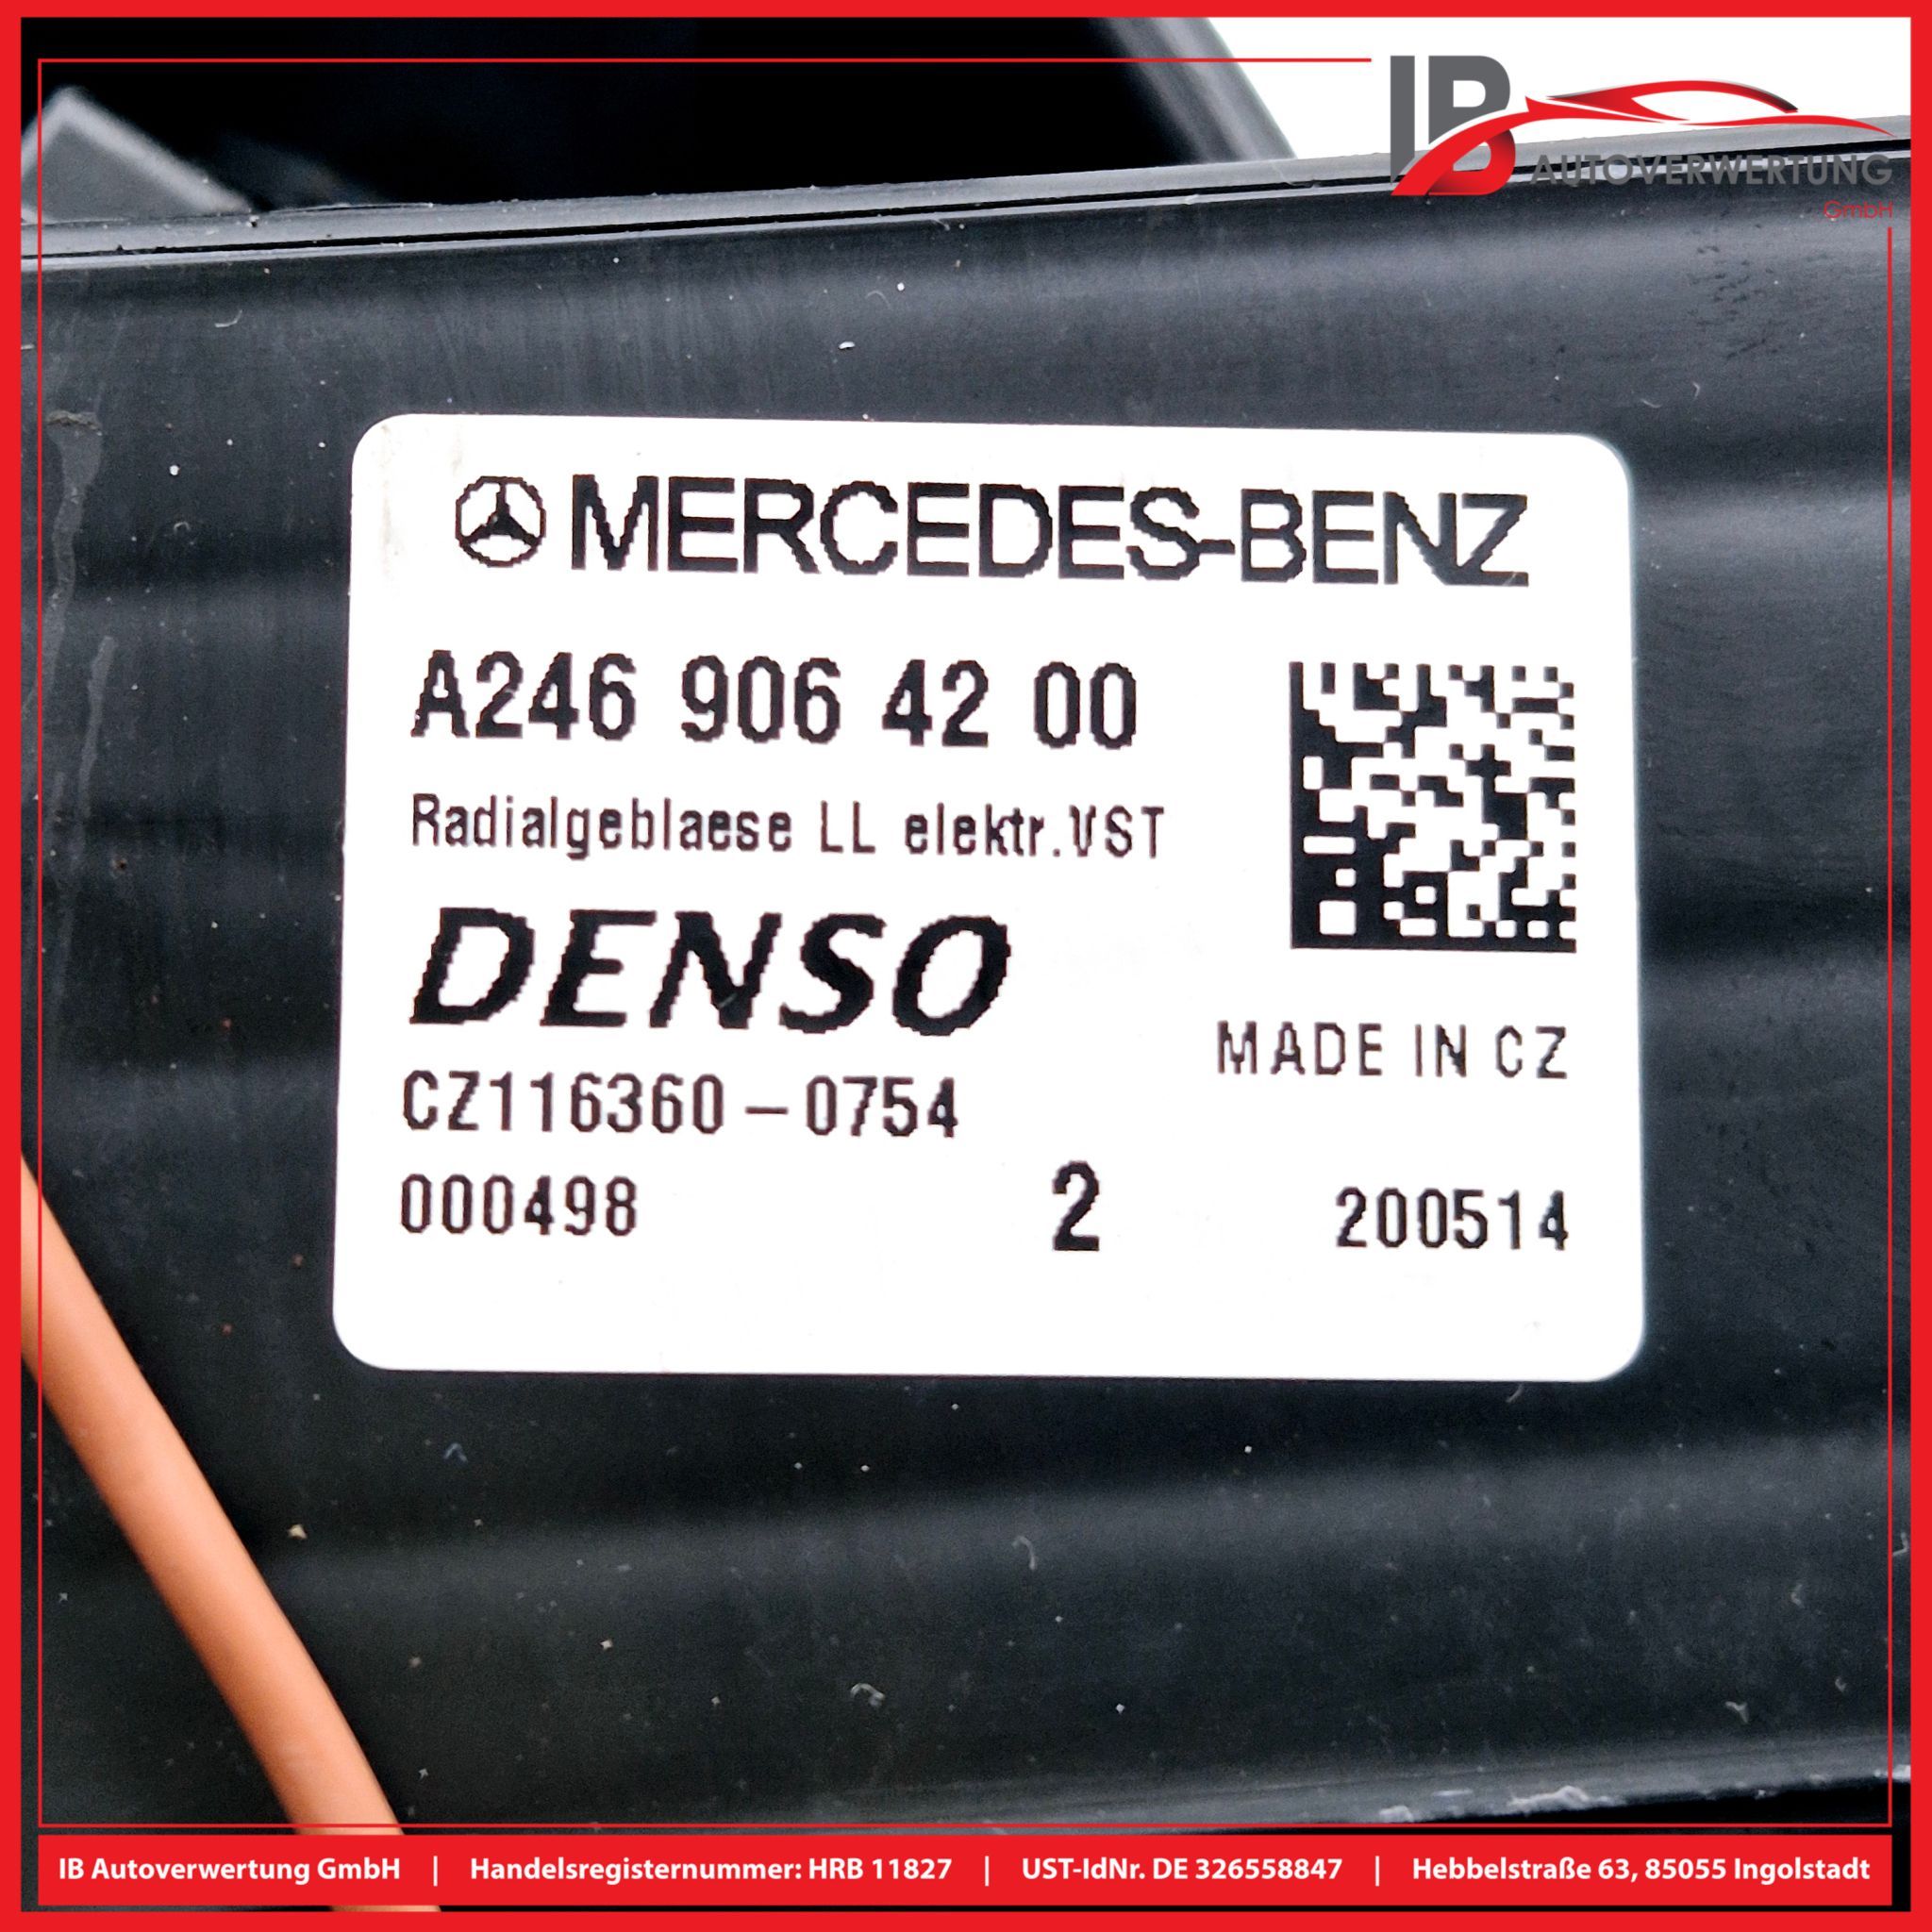 IB
AUTOVERWERTUNG
GmbH
MERCEDES-BENZ
A246 906 42 00
Radialgeblaese LL elektr.VST
DENSO
MADE IN CZ
CZ116360-0754
000498 2 200514
IB Autoverwertung GmbH | Handelsregisternummer: HRB 11827 | UST-IdNr. DE 326558847 | Hebbelstraße 63, 85055 Ingolstadt